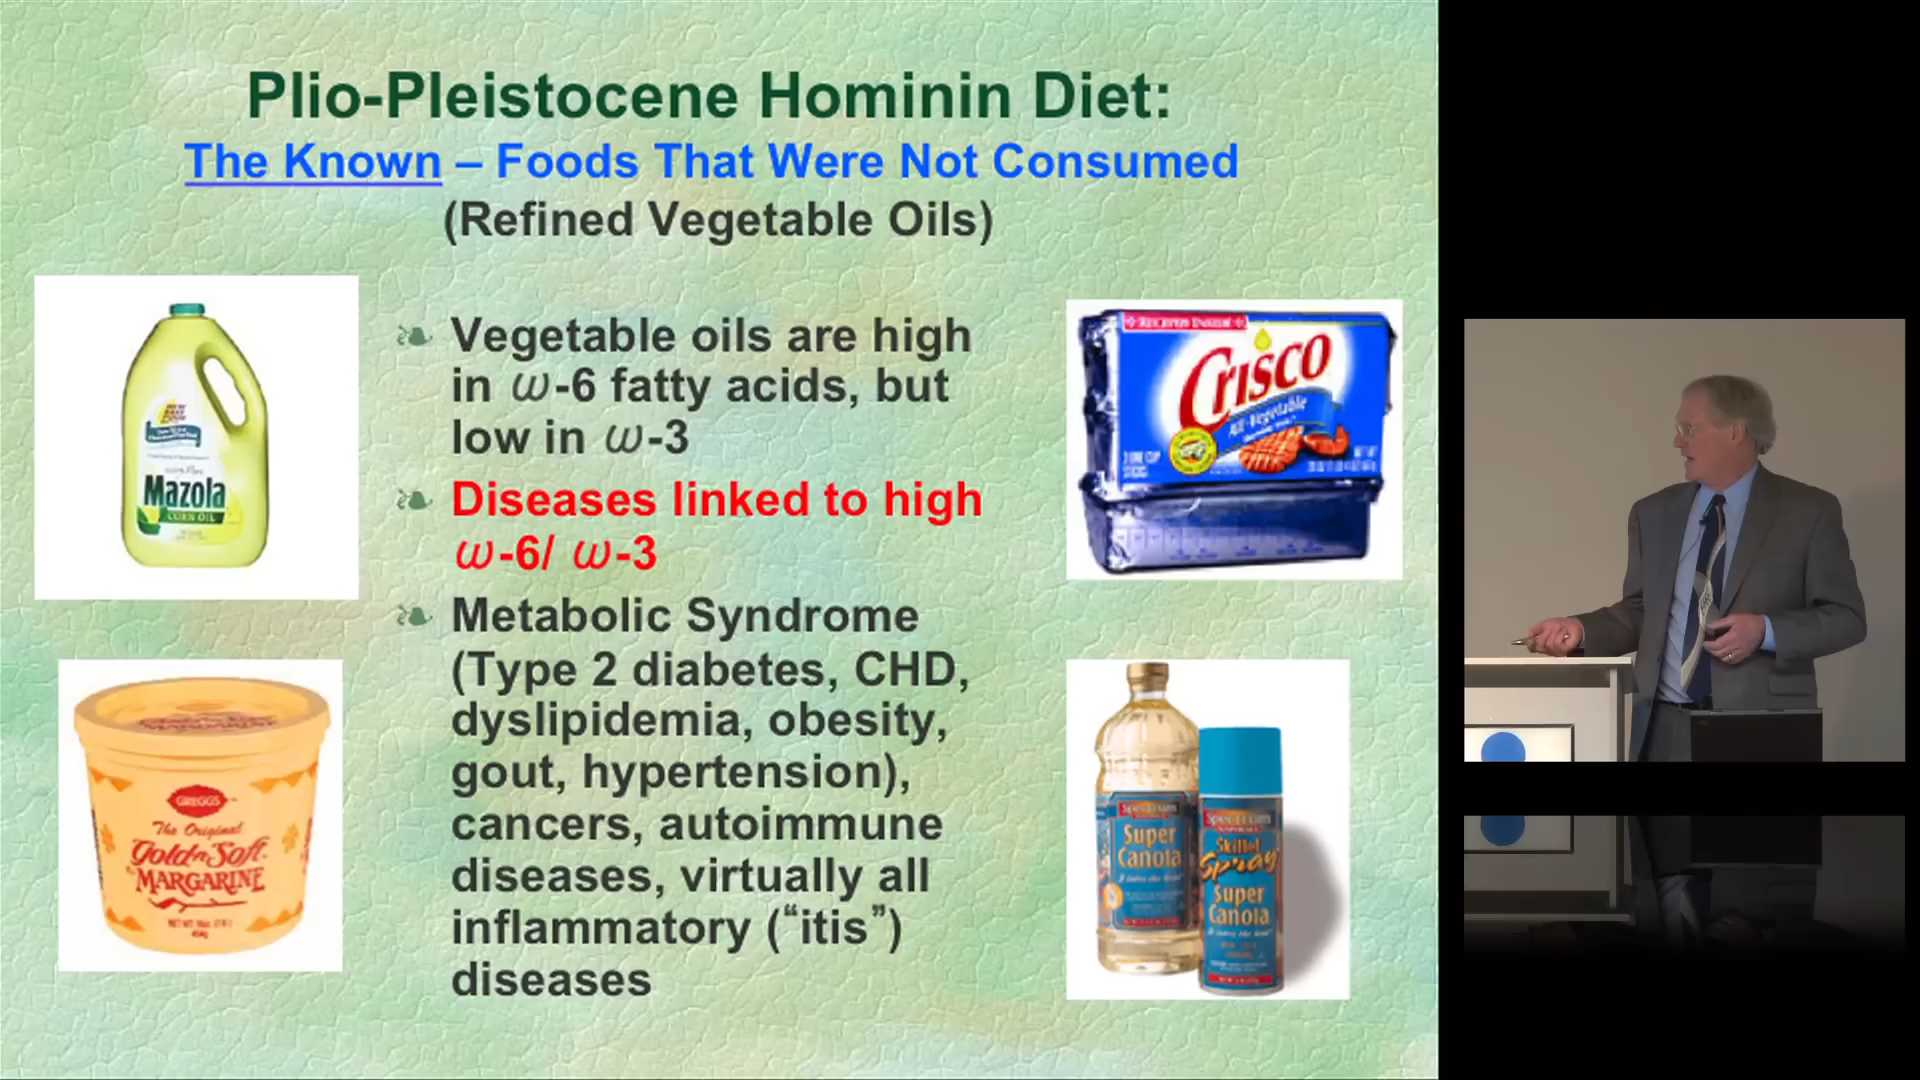 Plio-Pleistocene Hominin Diet:
The Known – Foods That Were Not Consumed
(Refined Vegetable Oils)
❧ Vegetable oils are high
in ω-6 fatty acids, but
low in ω-3
❧ Diseases linked to high
ω-6/ ω-3
❧ Metabolic Syndrome
(Type 2 diabetes, CHD,
dyslipidemia, obesity,
gout, hypertension),
cancers, autoimmune
diseases, virtually all
inflammatory (“itis”)
diseases
Mazola
CORN OIL
GREGG'S
The Original
Gold'n Soft
MARGARINE
Crisco
All-Vegetable
Spectrum
Super
Canola
Spectrum
Skillet
Spray
Super
Canola